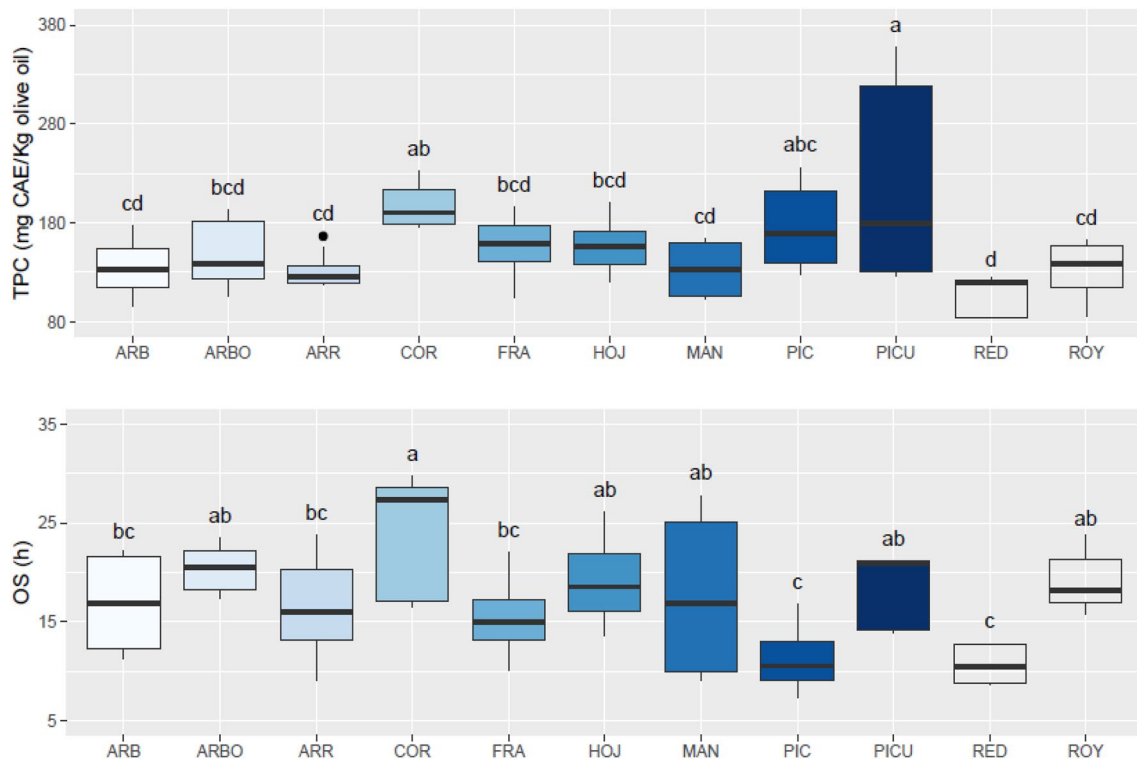 TPC (mg CAE/Kg olive oil)
380
280
180
80
cd
bcd
cd
ab
bcd
bcd
cd
abc
a
d
cd
ARB ARBO ARR COR FRA HOJ MAN PIC PICU RED ROY
OS (h)
35
25
15
5
bc
ab
bc
a
bc
ab
ab
c
ab
c
ab
ARB ARBO ARR COR FRA HOJ MAN PIC PICU RED ROY